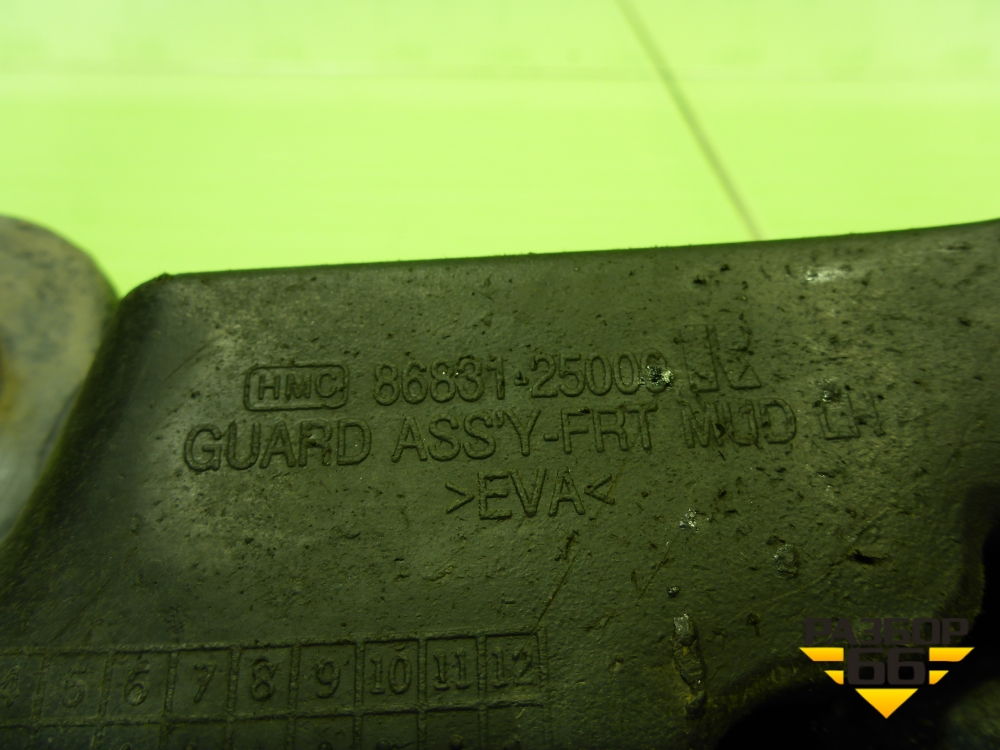 HMC 86831-25000
GUARD ASS'Y-FRT MUD LH
>EVA<
4 5 6 7 8 9 10 11 12
РАЗБОР
66